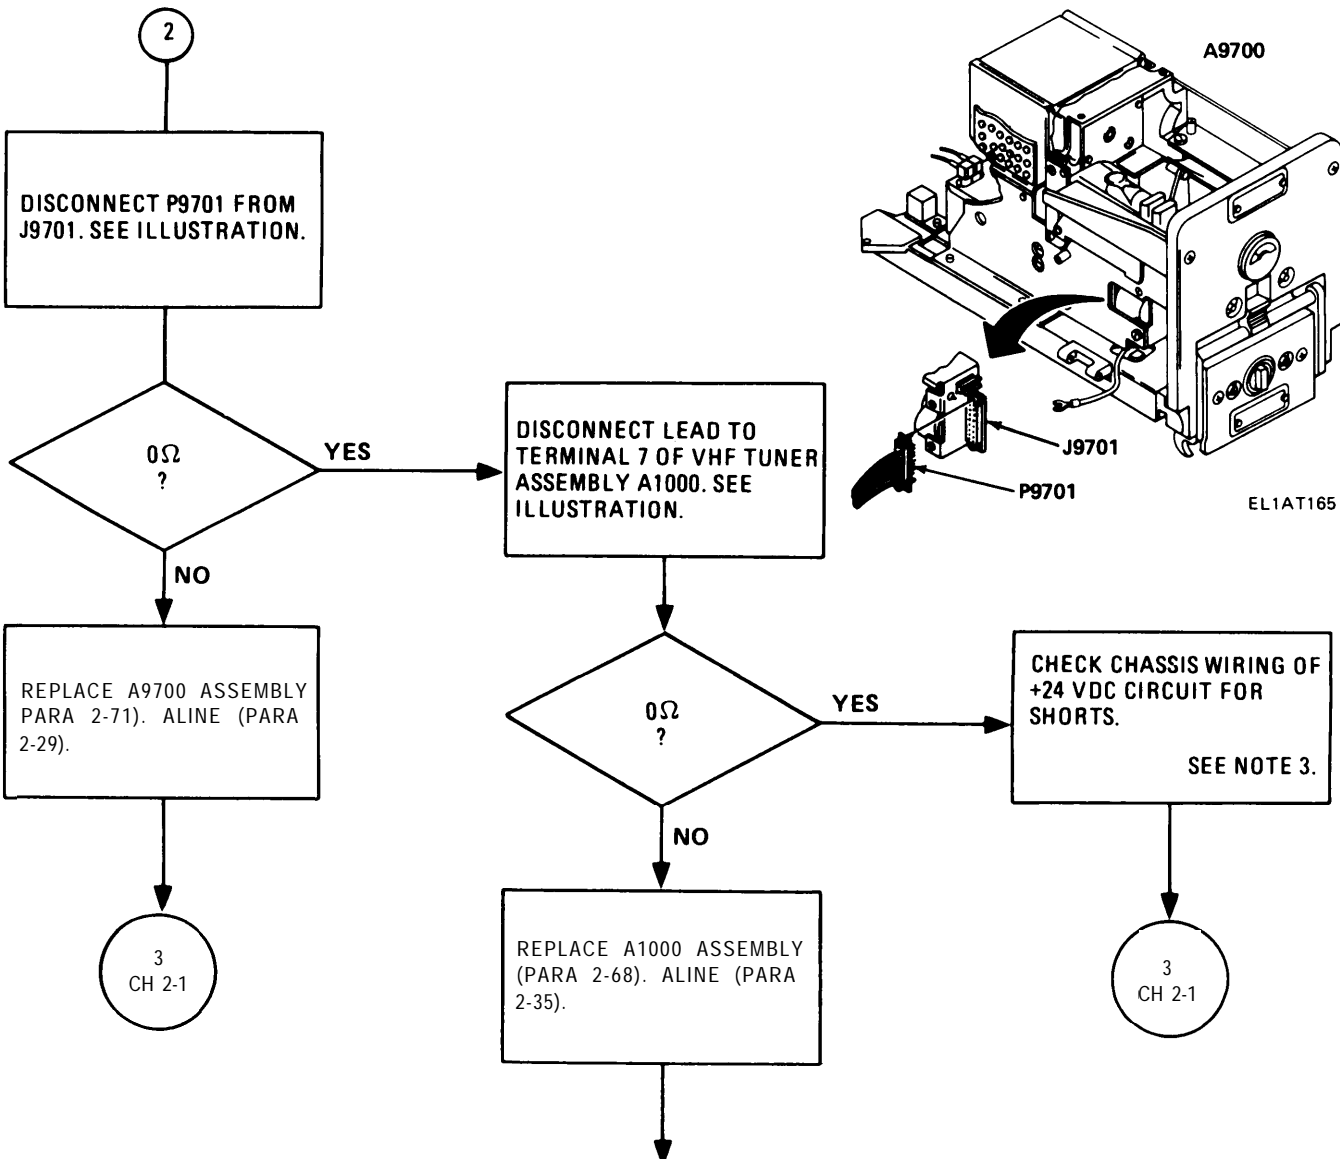 2
A9700
DISCONNECT P9701 FROM
J9701. SEE ILLUSTRATION.
J9701
P9701
EL1AT165
0Ω
?
YES
NO
DISCONNECT LEAD TO
TERMINAL 7 OF VHF TUNER
ASSEMBLY A1000. SEE
ILLUSTRATION.
REPLACE A9700 ASSEMBLY
PARA 2-71). ALINE (PARA
2-29).
0Ω
?
YES
NO
CHECK CHASSIS WIRING OF
+24 VDC CIRCUIT FOR
SHORTS.
SEE NOTE 3.
3
CH 2-1
REPLACE A1000 ASSEMBLY
(PARA 2-68). ALINE (PARA
2-35).
3
CH 2-1